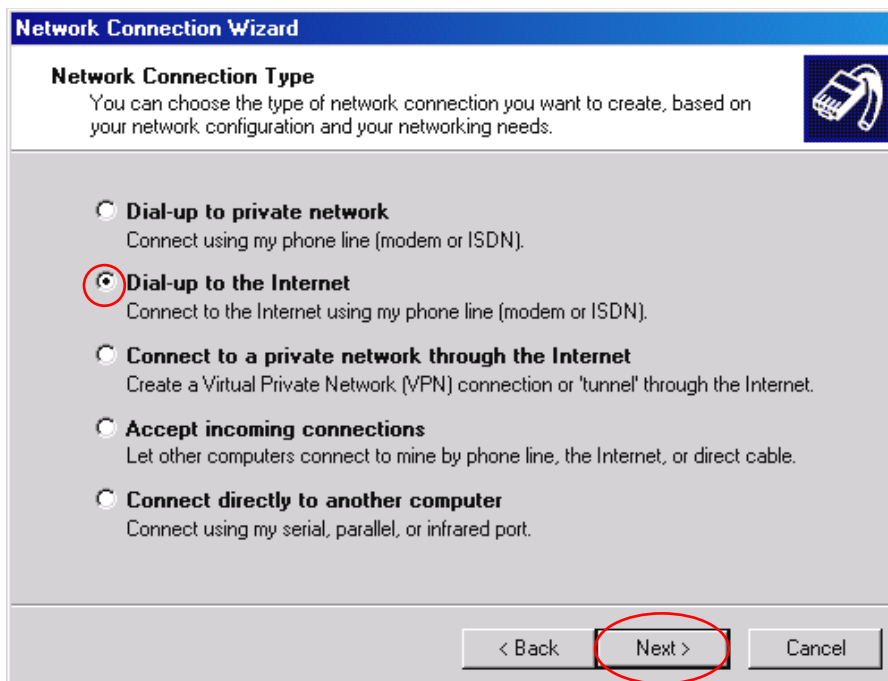 Network Connection Wizard
Network Connection Type
You can choose the type of network connection you want to create, based on
your network configuration and your networking needs.
Dial-up to private network
Connect using my phone line (modem or ISDN).
Dial-up to the Internet
Connect to the Internet using my phone line (modem or ISDN).
Connect to a private network through the Internet
Create a Virtual Private Network (VPN) connection or 'tunnel' through the Internet.
Accept incoming connections
Let other computers connect to mine by phone line, the Internet, or direct cable.
Connect directly to another computer
Connect using my serial, parallel, or infrared port.
< Back Next > Cancel